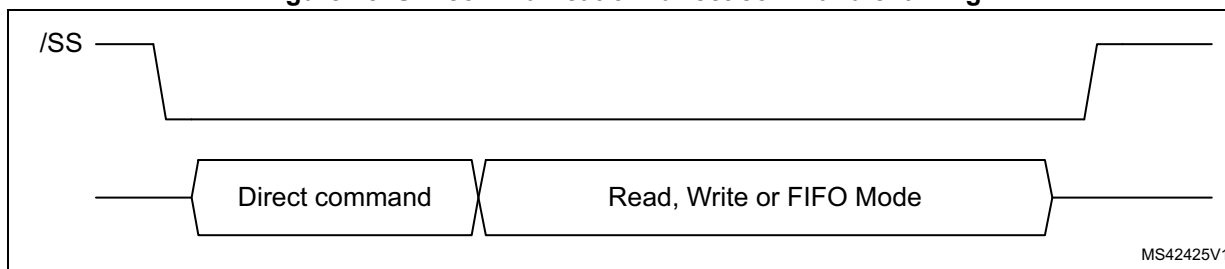 /SS
Direct command
Read, Write or FIFO Mode
MS42425V1